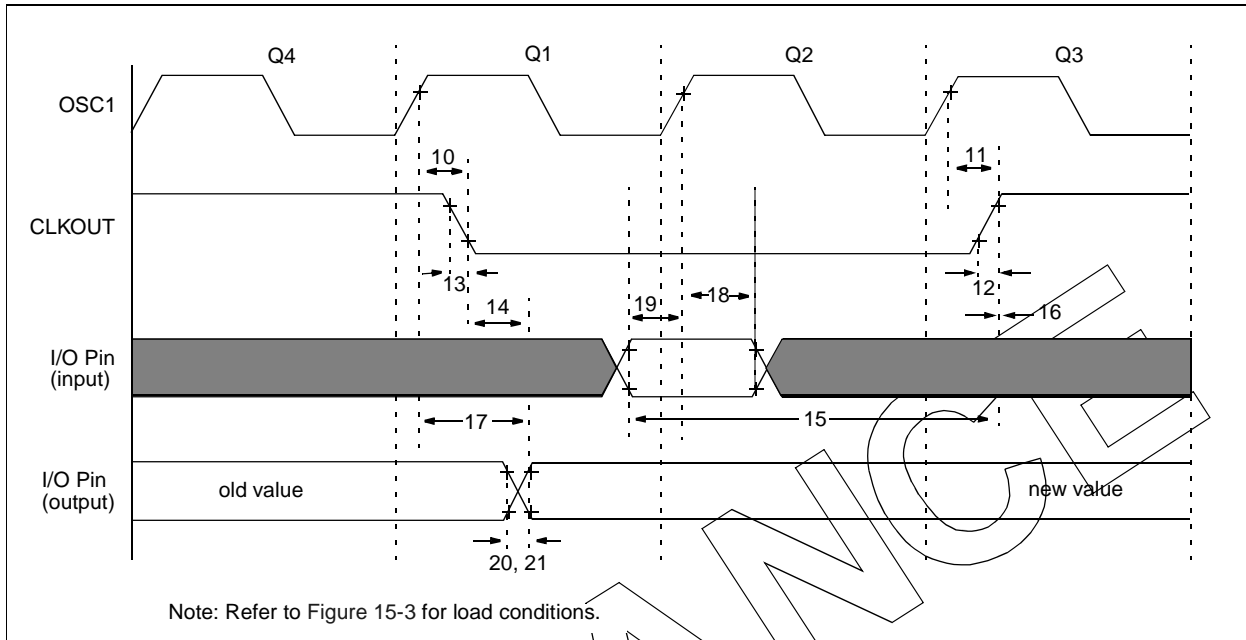 Q4 Q1 Q2 Q3
OSC1
10 11
CLKOUT
13 12
14 19 18 16
I/O Pin
(input)
17 15
I/O Pin
(output)
old value new value
20, 21
Note: Refer to Figure 15-3 for load conditions.